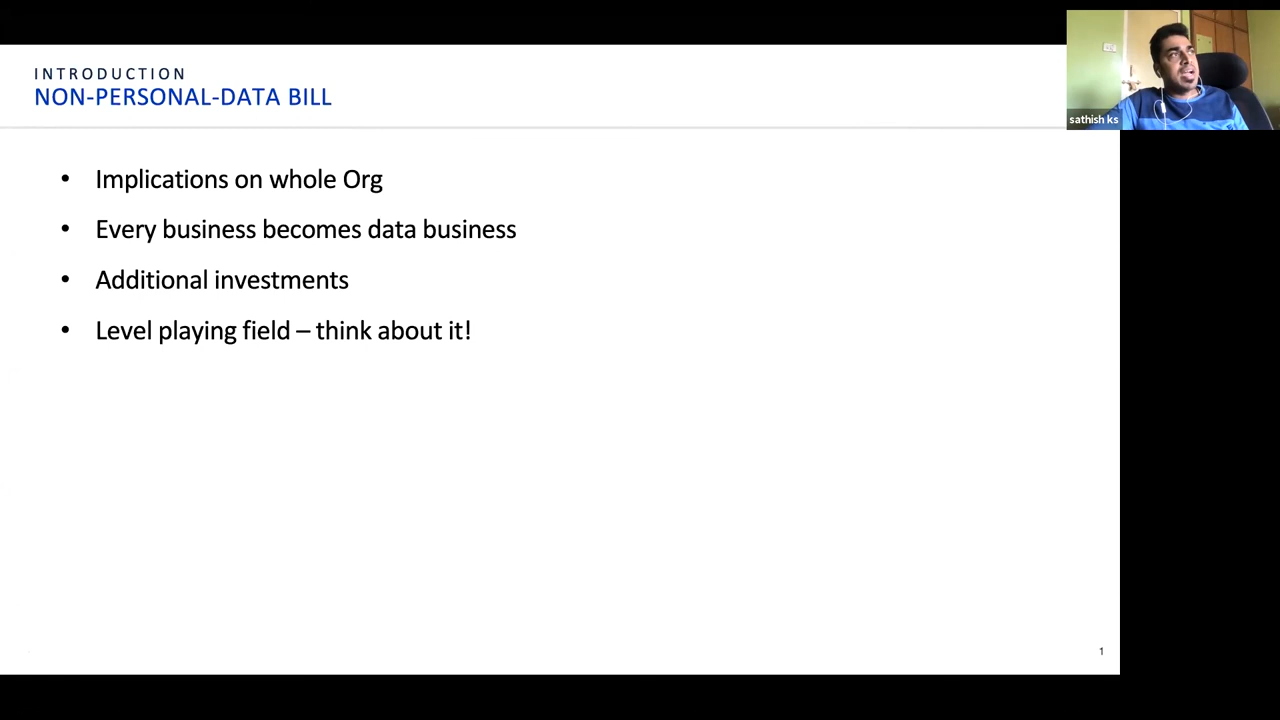 INTRODUCTION
NON-PERSONAL-DATA BILL
• Implications on whole Org
• Every business becomes data business
• Additional investments
• Level playing field – think about it!
sathish ks
1